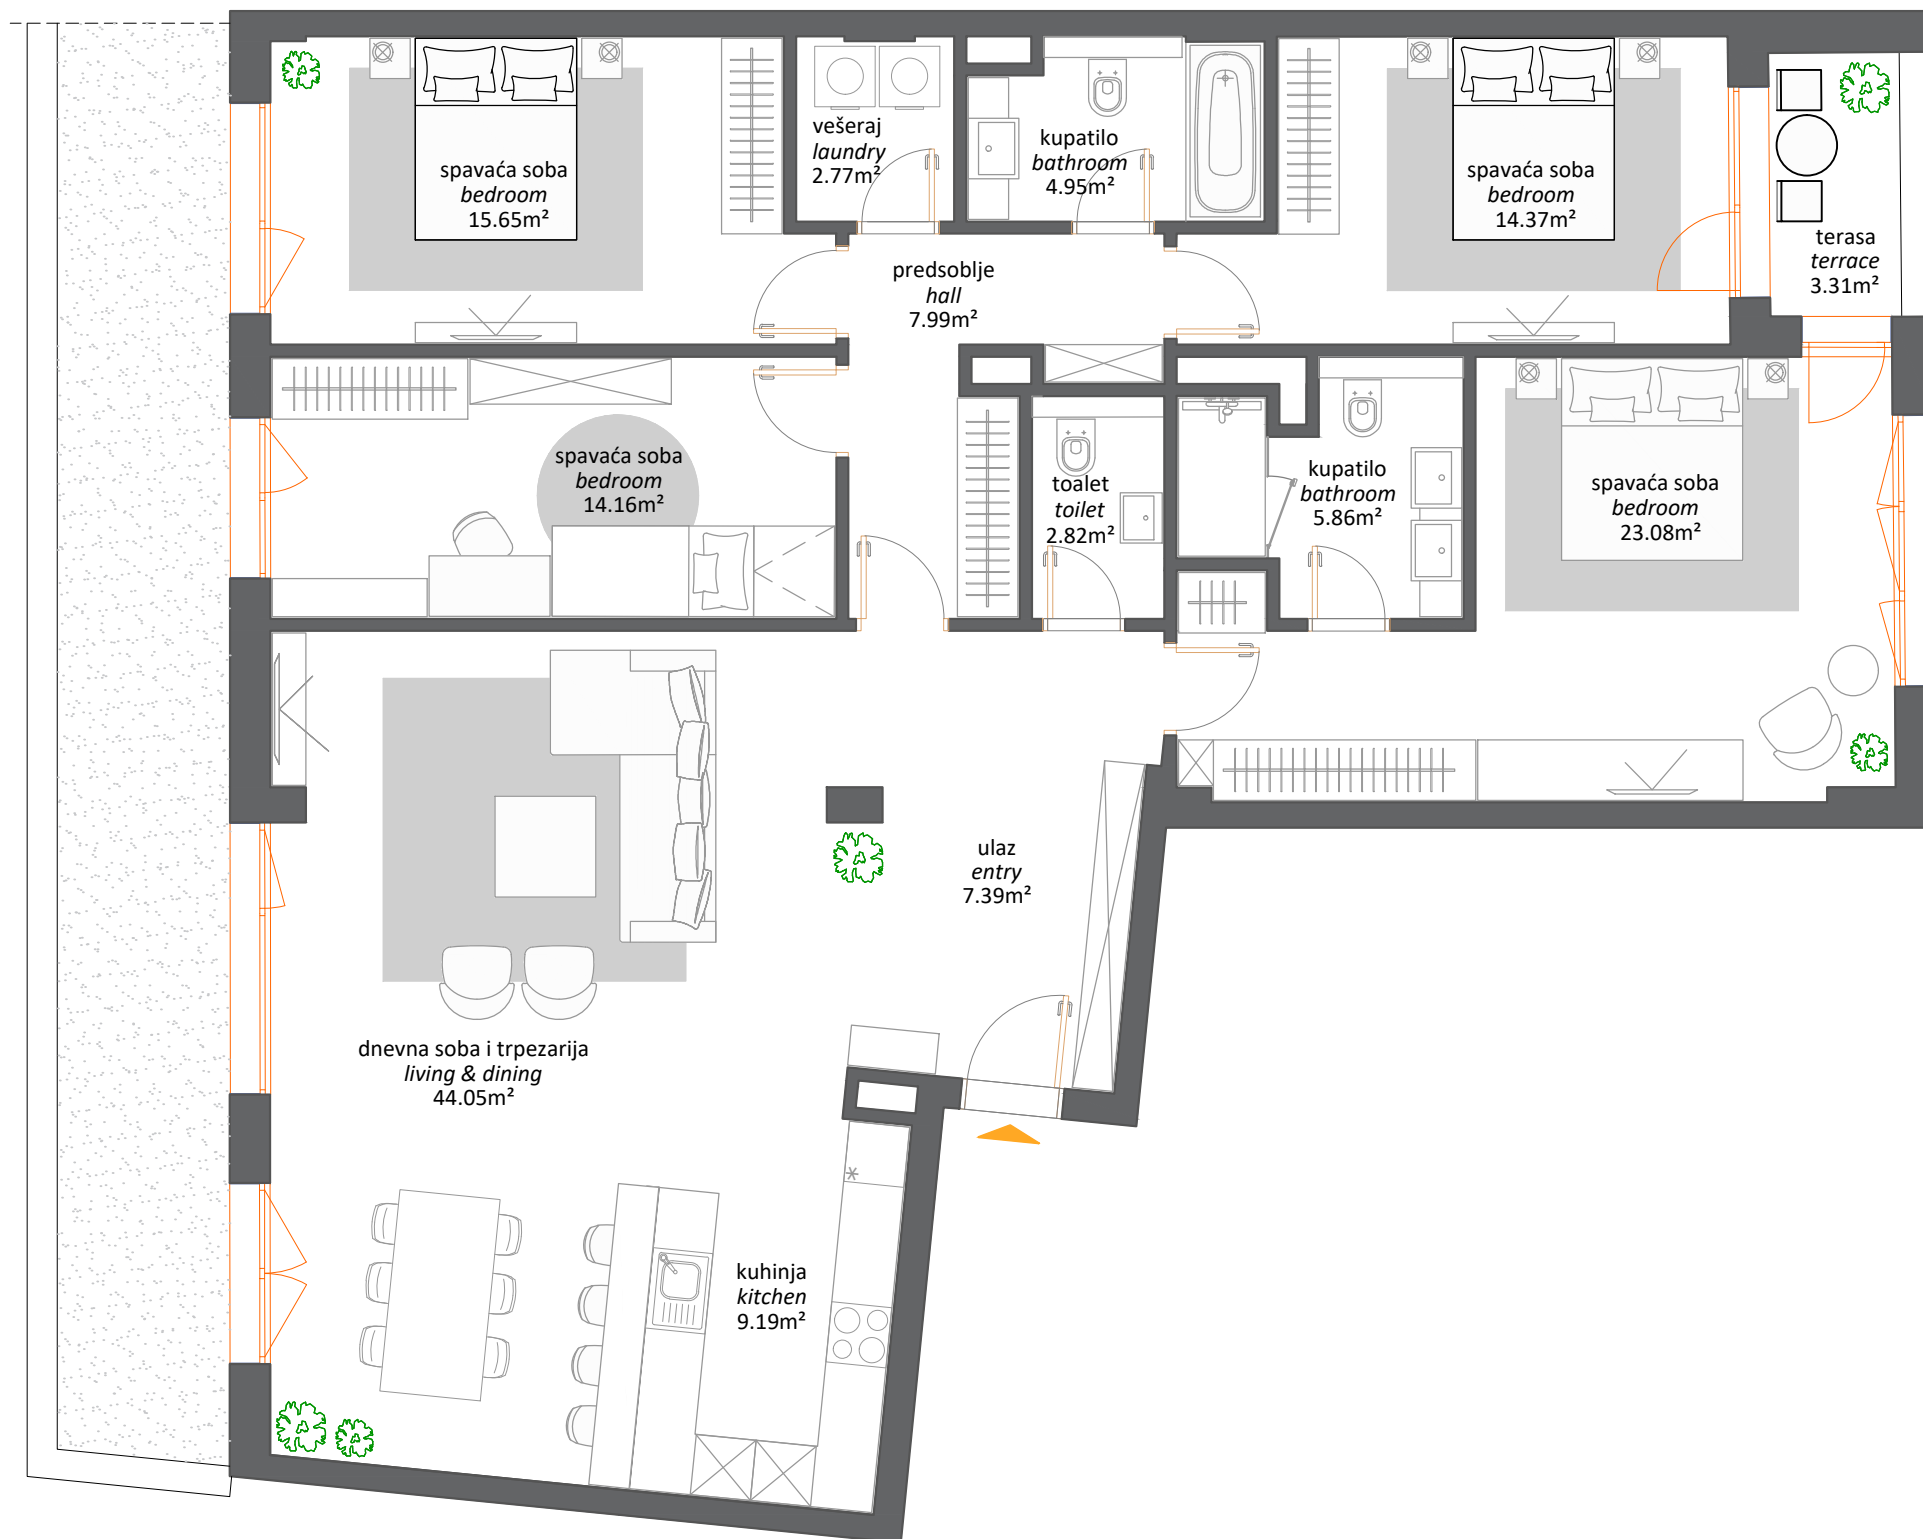 spavaća soba
bedroom
15.65m²
vešeraj
laundry
2.77m²
kupatilo
bathroom
4.95m²
spavaća soba
bedroom
14.37m²
terasa
terrace
3.31m²
predsoblje
hall
7.99m²
spavaća soba
bedroom
14.16m²
toalet
toilet
2.82m²
kupatilo
bathroom
5.86m²
spavaća soba
bedroom
23.08m²
ulaz
entry
7.39m²
dnevna soba i trpezarija
living & dining
44.05m²
kuhinja
kitchen
9.19m²